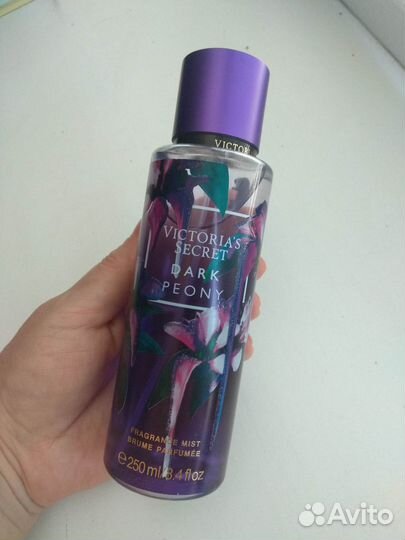 VICTORIA'S
SECRET
DARK
PEONY
FRAGRANCE MIST
BRUME PARFUMÉE
℮250 ml/8.4 fl oz
Avito